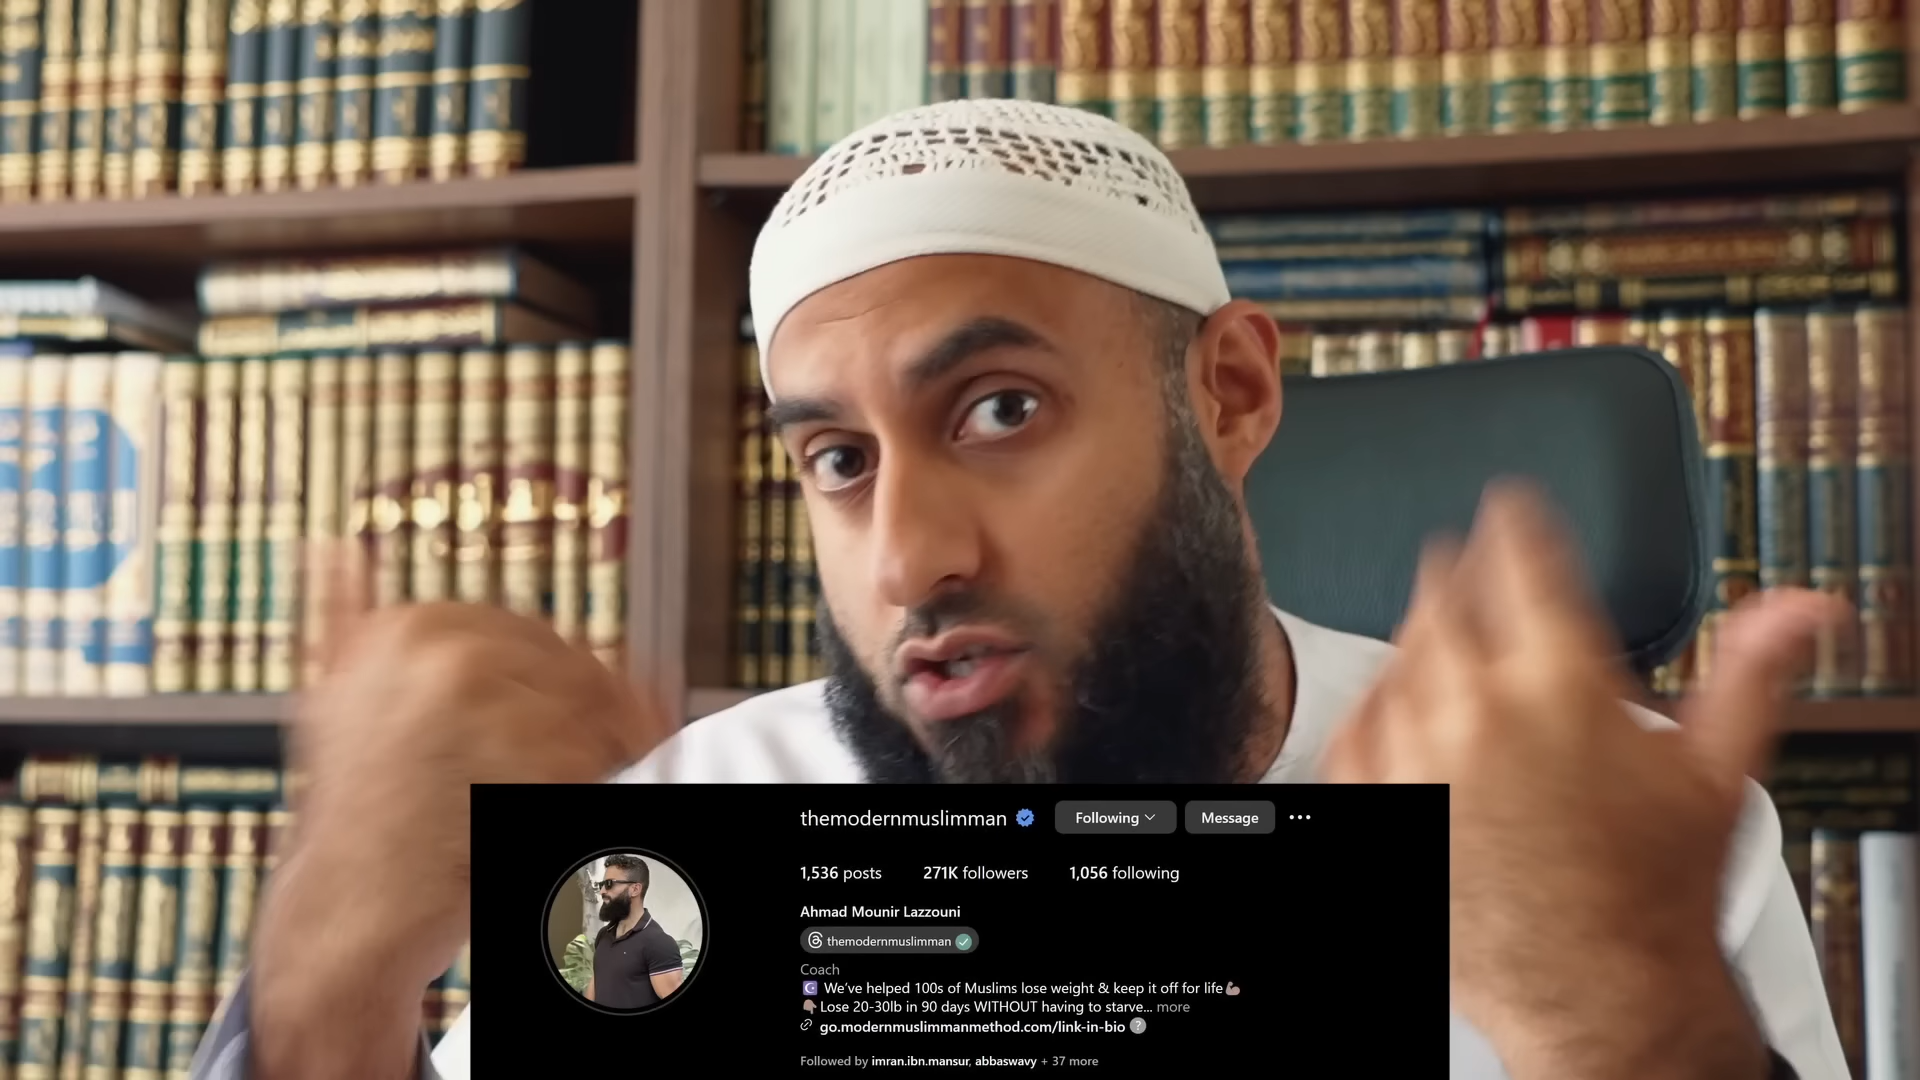 themodernmuslimman
Following
Message
1,536 posts 271K followers 1,056 following
Ahmad Mounir Lazzouni
themodernmuslimman
Coach
☪️ We've helped 100s of Muslims lose weight & keep it off for life💪🏽
👇🏽Lose 20-30lb in 90 days WITHOUT having to starve... more
go.modernmuslimmanmethod.com/link-in-bio ?
Followed by imran.ibn.mansur, abbaswavy + 37 more